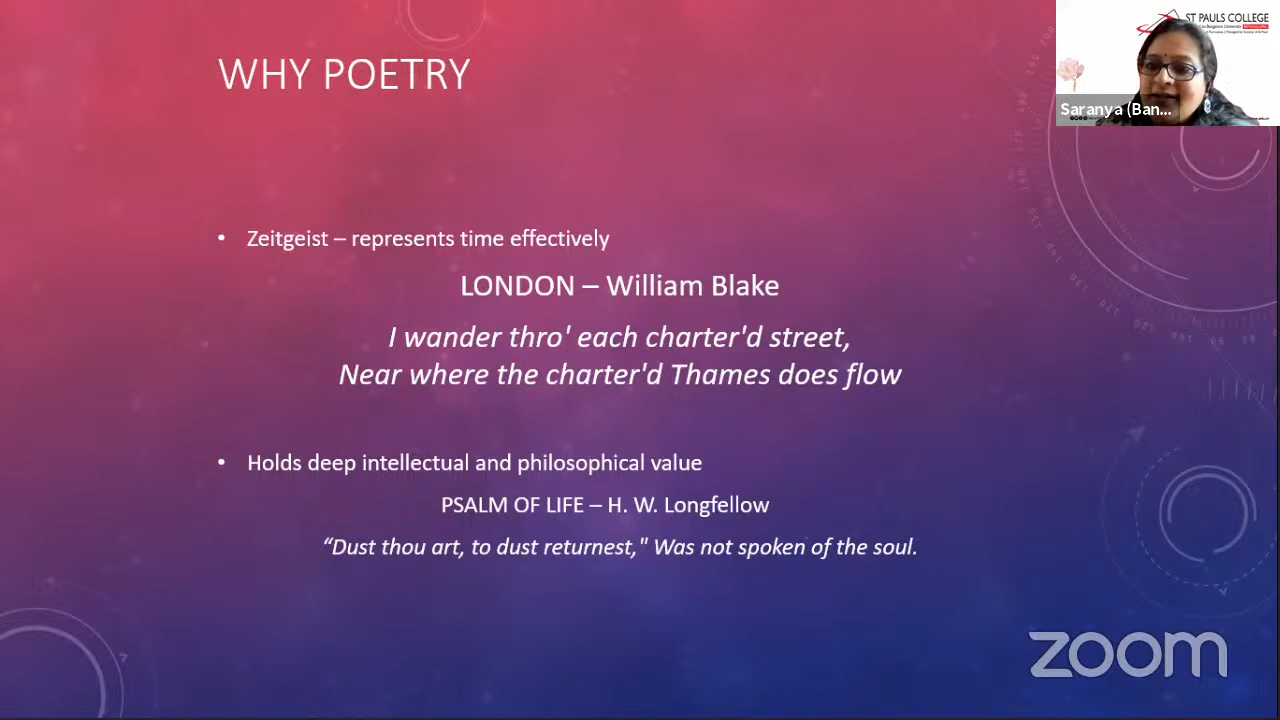 WHY POETRY
ST PAULS COLLEGE
Saranya (Ban...
• Zeitgeist – represents time effectively
LONDON – William Blake
I wander thro' each charter'd street,
Near where the charter'd Thames does flow
• Holds deep intellectual and philosophical value
PSALM OF LIFE – H. W. Longfellow
“Dust thou art, to dust returnest," Was not spoken of the soul.
zoom